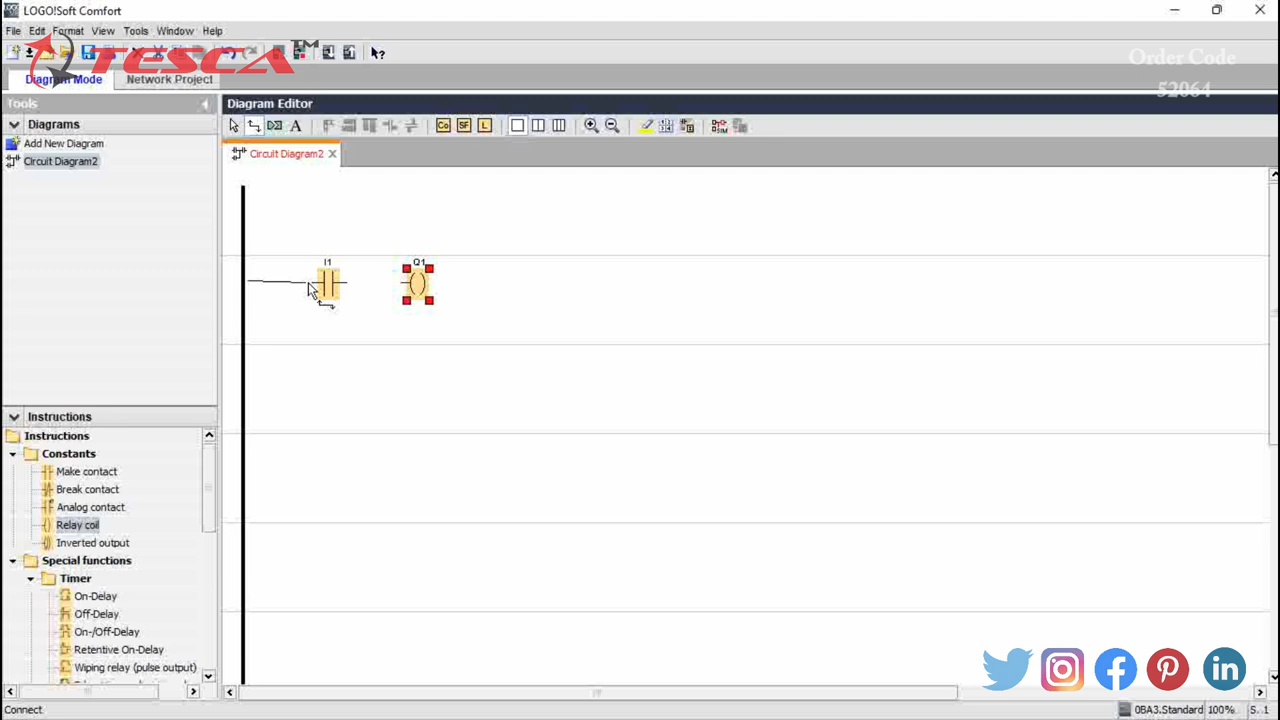 LOGO!Soft Comfort
File Edit Format View Tools Window Help
TESCA™
Order Code
52064
Diagram Mode Network Project
Tools
Diagram Editor
Diagrams
Add New Diagram
Circuit Diagram2
Co SF L
Circuit Diagram2
I1
Q1
Instructions
Instructions
Constants
Make contact
Break contact
Analog contact
Relay coil
Inverted output
Special functions
Timer
On-Delay
Off-Delay
On-/Off-Delay
Retentive On-Delay
Wiping relay (pulse output)
Connect.
0BA3.Standard 100% S. 1